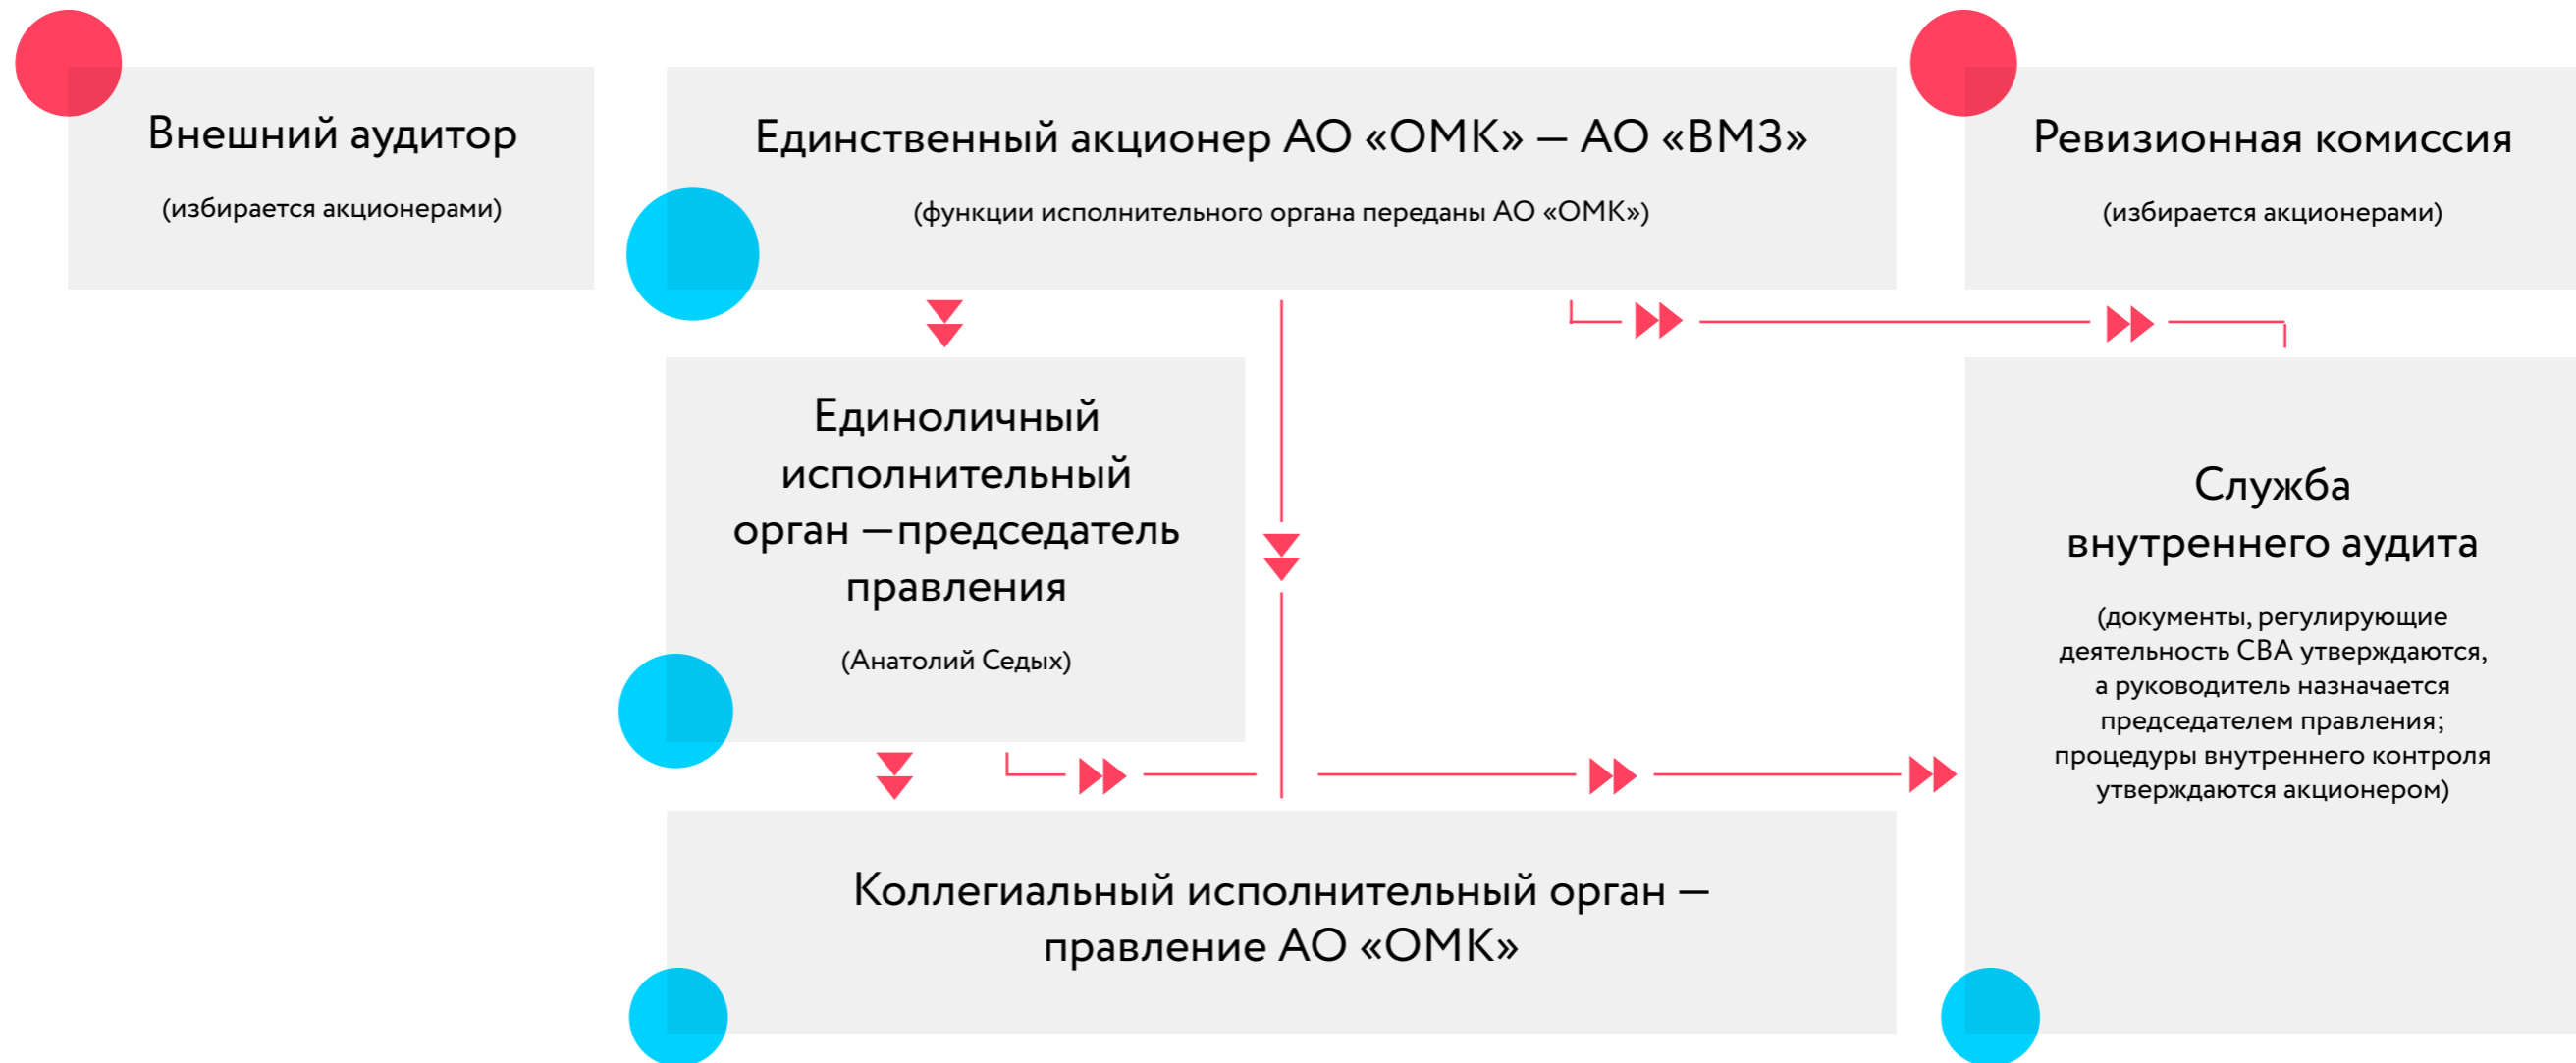 Внешний аудитор
(избирается акционерами)
Единственный акционер АО «ОМК» — АО «ВМЗ»
(функции исполнительного органа переданы АО «ОМК»)
Ревизионная комиссия
(избирается акционерами)
Единоличный
исполнительный
орган —председатель
правления
(Анатолий Седых)
Служба
внутреннего аудита
(документы, регулирующие
деятельность СВА утверждаются,
а руководитель назначается
председателем правления;
процедуры внутреннего контроля
утверждаются акционером)
Коллегиальный исполнительный орган —
правление АО «ОМК»